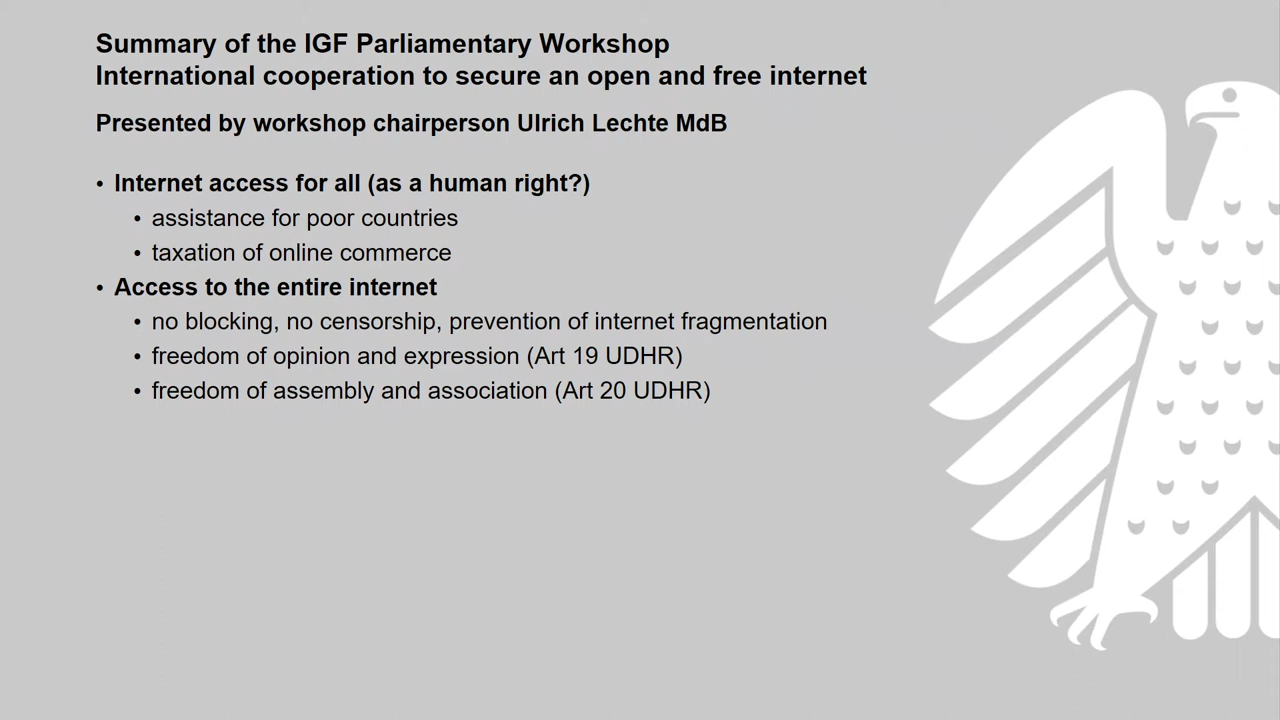 Summary of the IGF Parliamentary Workshop
International cooperation to secure an open and free internet
Presented by workshop chairperson Ulrich Lechte MdB
• Internet access for all (as a human right?)
• assistance for poor countries
• taxation of online commerce
• Access to the entire internet
• no blocking, no censorship, prevention of internet fragmentation
• freedom of opinion and expression (Art 19 UDHR)
• freedom of assembly and association (Art 20 UDHR)